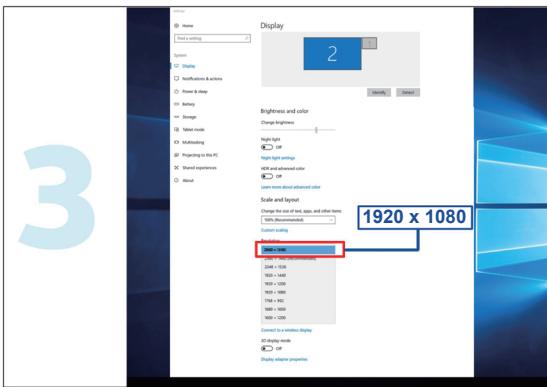 Settings
Home
Find a setting
System
Display
Notifications & actions
Power & sleep
Battery
Storage
Tablet mode
Multitasking
Projecting to this PC
Shared experiences
About
3
Display
2
1
Identify
Detect
Brightness and color
Change brightness
Night light
Off
Night light settings
HDR and advanced color
Off
Learn more about advanced color
Scale and layout
Change the size of text, apps, and other items
100% (Recommended)
Custom scaling
Resolution
(Recommended)
2048 × 1536
1920 × 1440
1920 × 1200
1920 × 1080
1768 × 992
1680 × 1050
1600 × 1200
1920 x 1080
Connect to a wireless display
3D display mode
Off
Display adapter properties